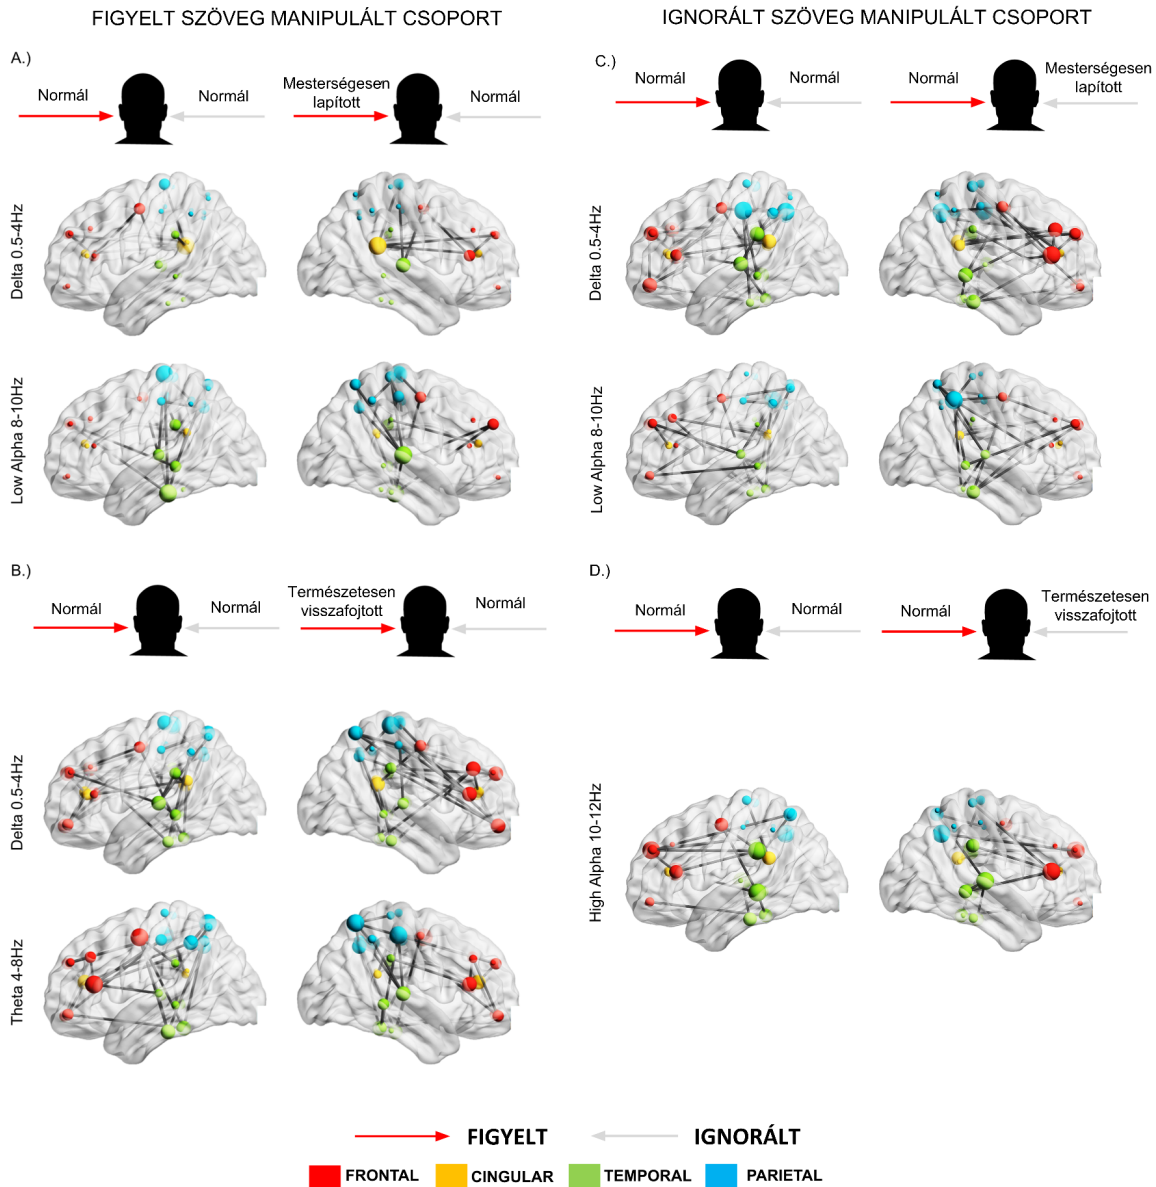 FIGYELT SZÖVEG MANIPULÁLT CSOPORT
IGNORÁLT SZÖVEG MANIPULÁLT CSOPORT
A.)
Normál
Normál
Mesterségesen
lapított
Normál
Delta 0.5-4Hz
Low Alpha 8-10Hz
C.)
Normál
Normál
Normál
Mesterségesen
lapított
Delta 0.5-4Hz
Low Alpha 8-10Hz
B.)
Normál
Normál
Természetesen
visszafojtott
Normál
Delta 0.5-4Hz
Theta 4-8Hz
D.)
Normál
Normál
Normál
Természetesen
visszafojtott
High Alpha 10-12Hz
FIGYELT
IGNORÁLT
FRONTAL
CINGULAR
TEMPORAL
PARIETAL